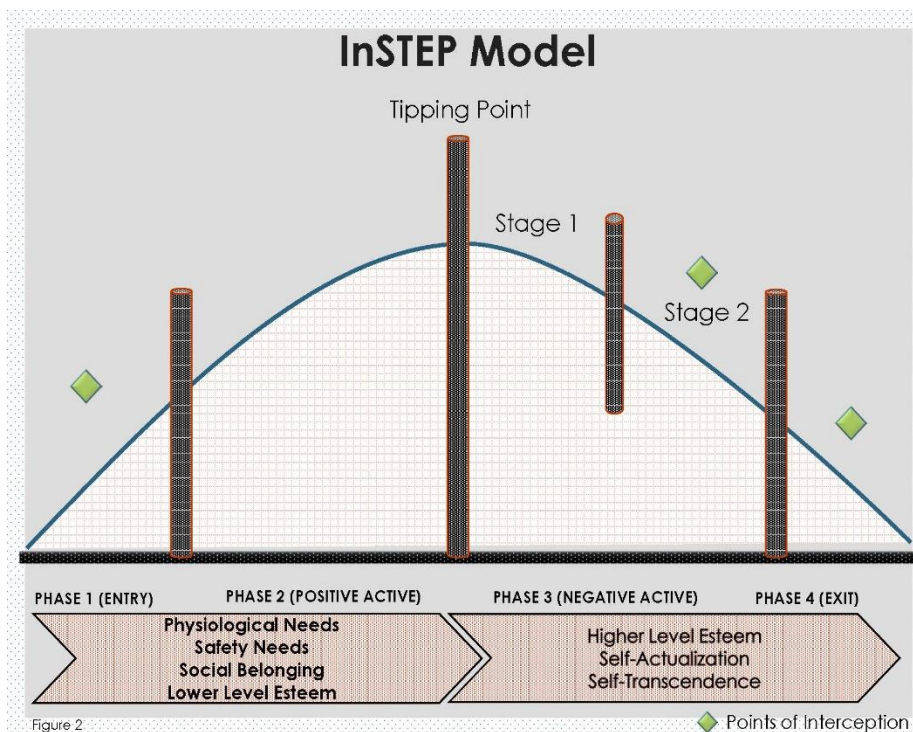 InSTEP Model
Tipping Point
Stage 1
Stage 2
PHASE 1 (ENTRY)
PHASE 2 (POSITIVE ACTIVE)
PHASE 3 (NEGATIVE ACTIVE)
PHASE 4 (EXIT)
Physiological Needs
Safety Needs
Social Belonging
Lower Level Esteem
Higher Level Esteem
Self-Actualization
Self-Transcendence
Figure 2
Points of Interception